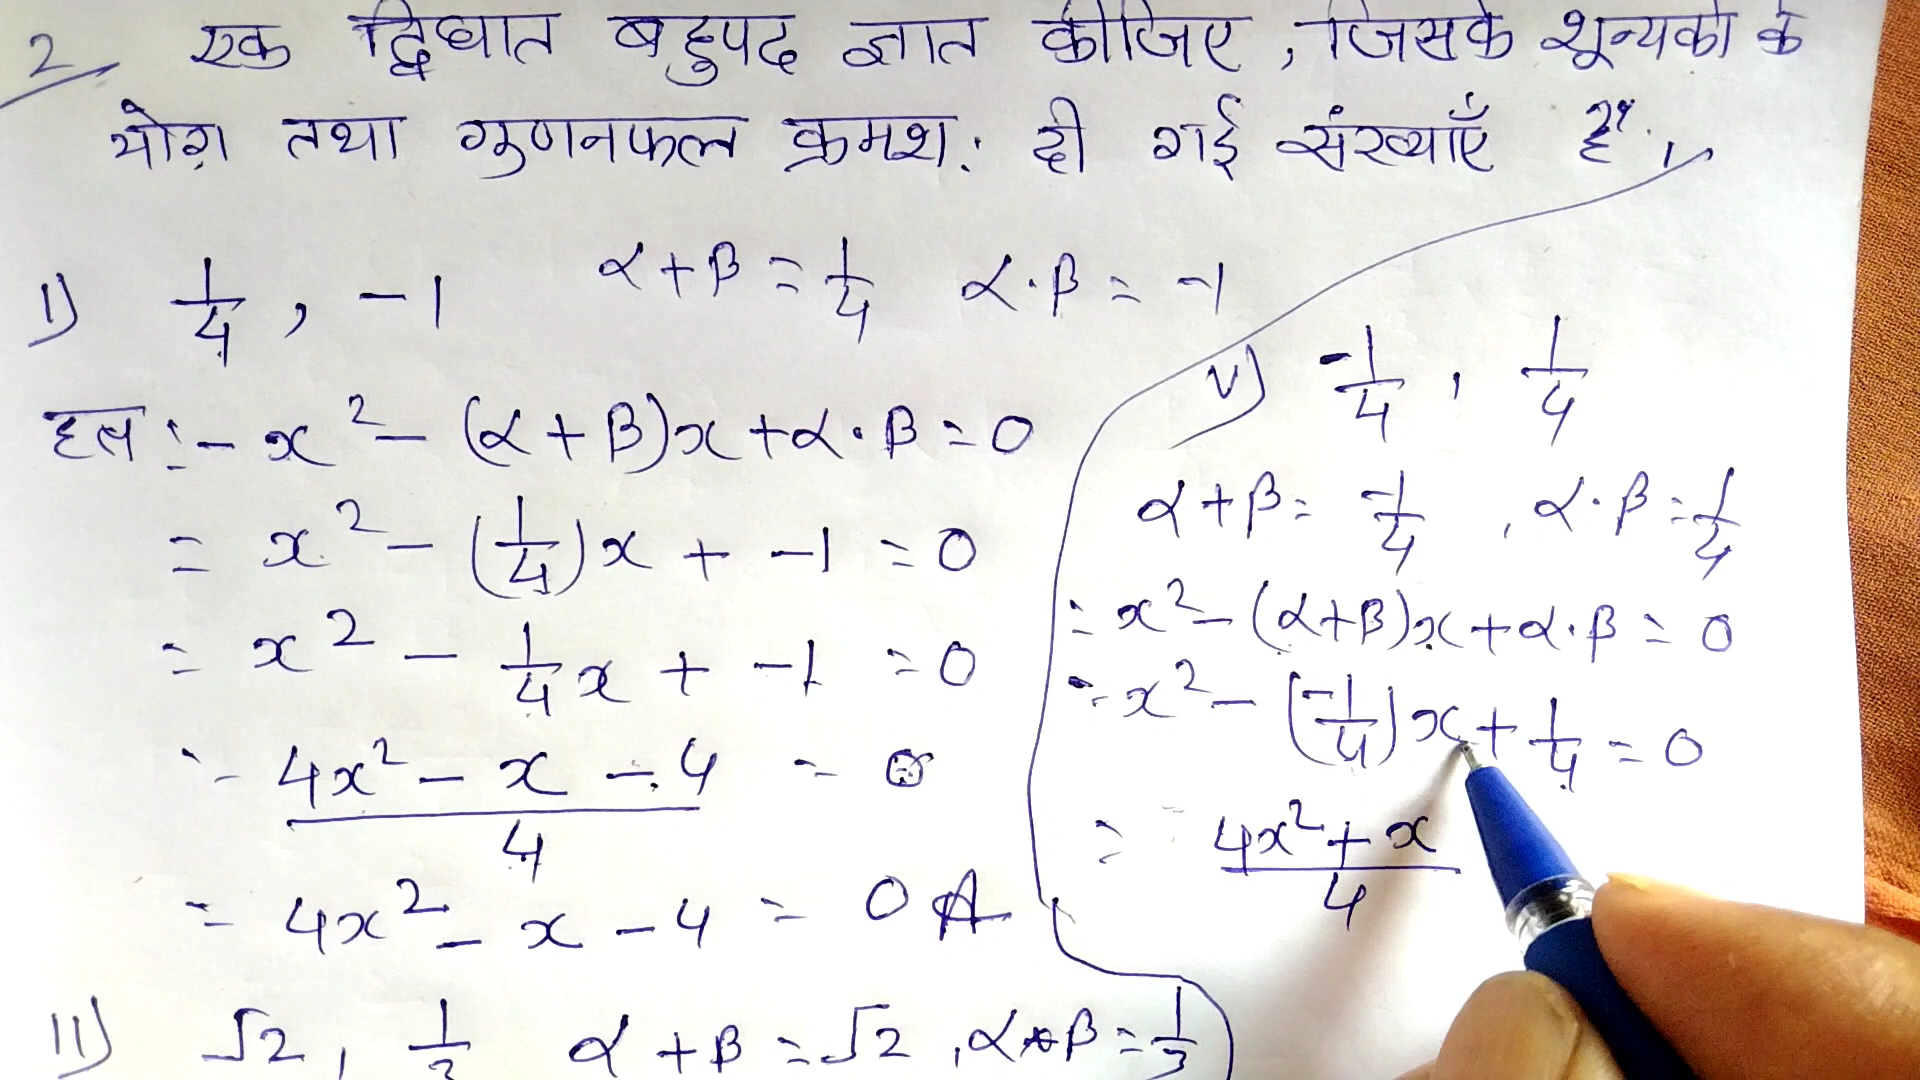 2 एक द्विघात बहुपद ज्ञात कीजिए, जिसके शून्यकों के
योग तथा गुणनफल क्रमश: दी गई संख्याएँ हैं।
I) 1/4, -1 α+β = 1/4 α·β = -1
हल :- x² - (α+β)x + α·β = 0
= x² - (1/4)x + -1 = 0
= x² - 1/4 x + -1 = 0
= 4x² - x - 4 / 4 = 0
= 4x² - x - 4 = 0 A
II) √2, 1/3 α+β = √2, α·β = 1/3
V) -1/4, 1/4
α+β = -1/4, α·β = 1/4
= x² - (α+β)x + α·β = 0
= x² - (-1/4)x + 1/4 = 0
= 4x² + x / 4